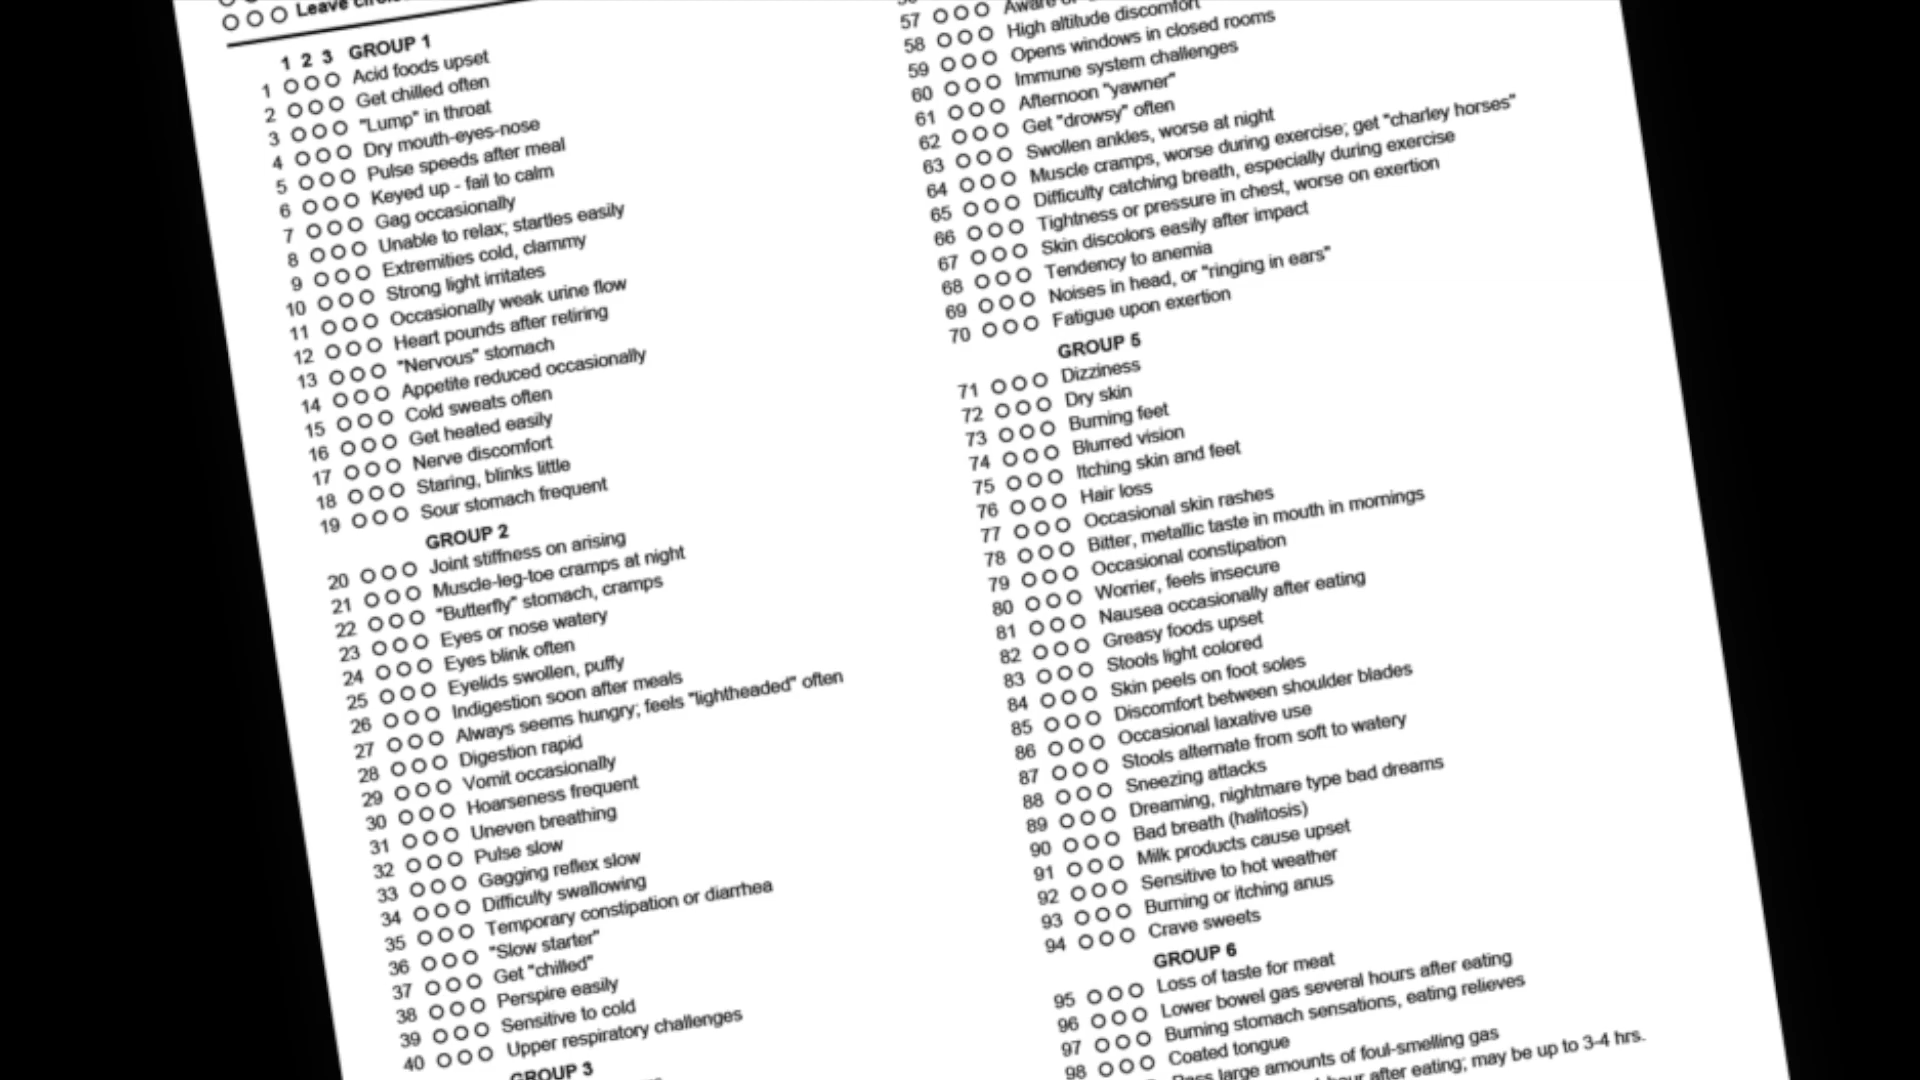 Leave
1 2 3 GROUP 1
1 Acid foods upset
2 Get chilled often
3 "Lump" in throat
4 Dry mouth-eyes-nose
5 Pulse speeds after meal
6 Keyed up - fail to calm
7 Gag occasionally
8 Unable to relax; startles easily
9 Extremities cold, clammy
10 Strong light irritates
11 Occasionally weak urine flow
12 Heart pounds after retiring
13 "Nervous" stomach
14 Appetite reduced occasionally
15 Cold sweats often
16 Get heated easily
17 Nerve discomfort
18 Staring, blinks little
19 Sour stomach frequent
GROUP 2
20 Joint stiffness on arising
21 Muscle-leg-toe cramps at night
22 "Butterfly" stomach, cramps
23 Eyes or nose watery
24 Eyes blink often
25 Eyelids swollen, puffy
26 Indigestion soon after meals
27 Always seems hungry; feels "lightheaded" often
28 Digestion rapid
29 Vomit occasionally
30 Hoarseness frequent
31 Uneven breathing
32 Pulse slow
33 Gagging reflex slow
34 Difficulty swallowing
35 Temporary constipation or diarrhea
36 "Slow starter"
37 Get "chilled"
38 Perspire easily
39 Sensitive to cold
40 Upper respiratory challenges
GROUP 3
57 Aware
58 High altitude discomfort
59 Opens windows in closed rooms
60 Immune system challenges
61 Afternoon "yawner"
62 Get "drowsy" often
63 Swollen ankles, worse at night
64 Muscle cramps, worse during exercise; get "charley horses"
65 Difficulty catching breath, especially during exercise
66 Tightness or pressure in chest, worse on exertion
67 Skin discolors easily after impact
68 Tendency to anemia
69 Noises in head, or "ringing in ears"
70 Fatigue upon exertion
GROUP 5
71 Dizziness
72 Dry skin
73 Burning feet
74 Blurred vision
75 Itching skin and feet
76 Hair loss
77 Occasional skin rashes
78 Bitter, metallic taste in mouth in mornings
79 Occasional constipation
80 Worrier, feels insecure
81 Nausea occasionally after eating
82 Greasy foods upset
83 Stools light colored
84 Skin peels on foot soles
85 Discomfort between shoulder blades
86 Occasional laxative use
87 Stools alternate from soft to watery
88 Sneezing attacks
89 Dreaming, nightmare type bad dreams
90 Bad breath (halitosis)
91 Milk products cause upset
92 Sensitive to hot weather
93 Burning or itching anus
94 Crave sweets
GROUP 6
95 Loss of taste for meat
96 Lower bowel gas several hours after eating
97 Burning stomach sensations, eating relieves
98 Coated tongue
Pass large amounts of foul-smelling gas
hour after eating; may be up to 3-4 hrs.